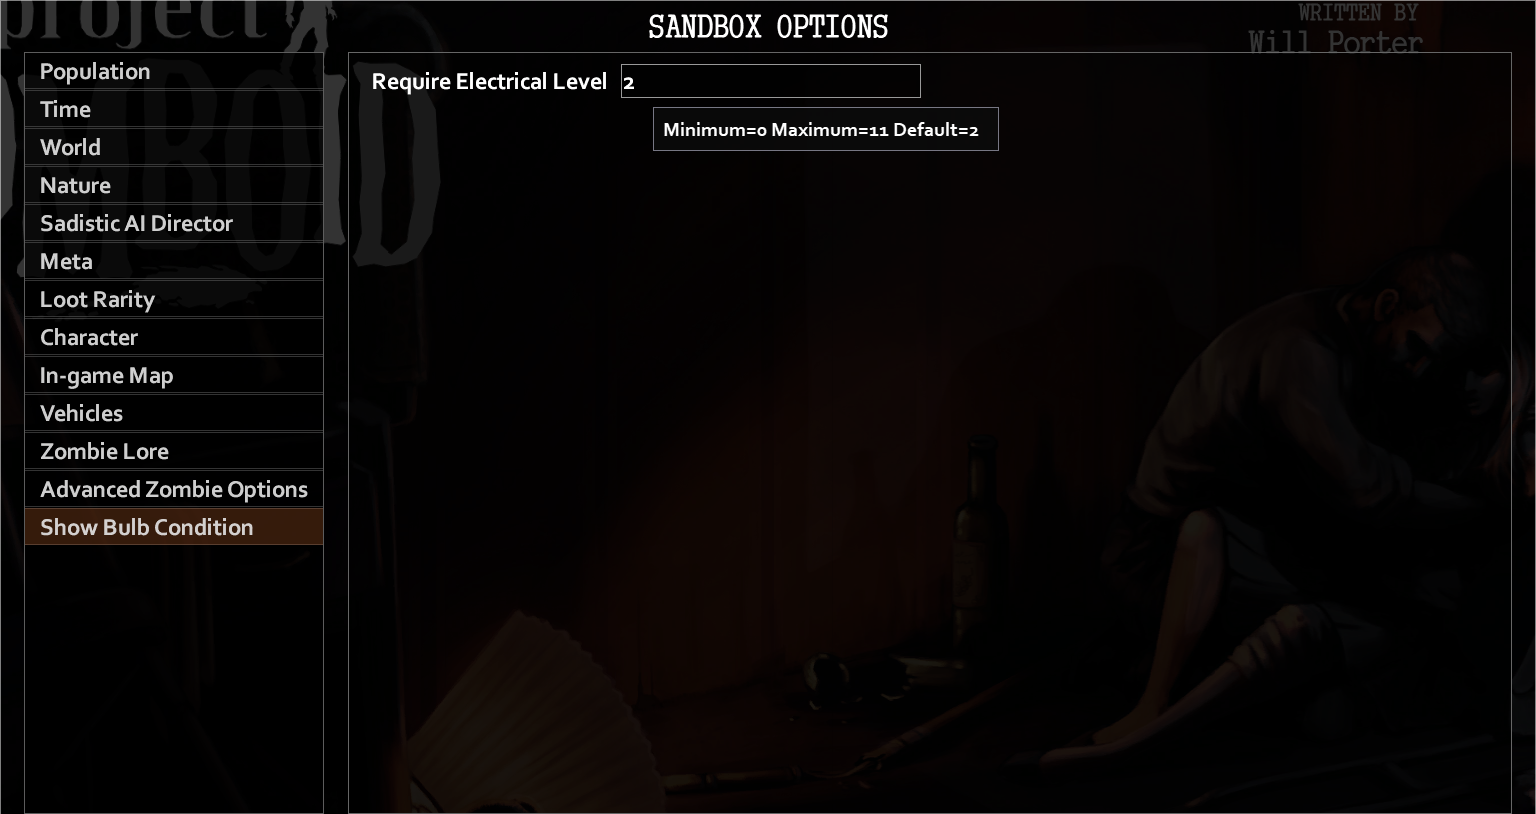 project
ZOMBOID
SANDBOX OPTIONS
WRITTEN BY
Will Porter
Population
Time
World
Nature
Sadistic AI Director
Meta
Loot Rarity
Character
In-game Map
Vehicles
Zombie Lore
Advanced Zombie Options
Show Bulb Condition
Require Electrical Level
2
Minimum=0 Maximum=11 Default=2